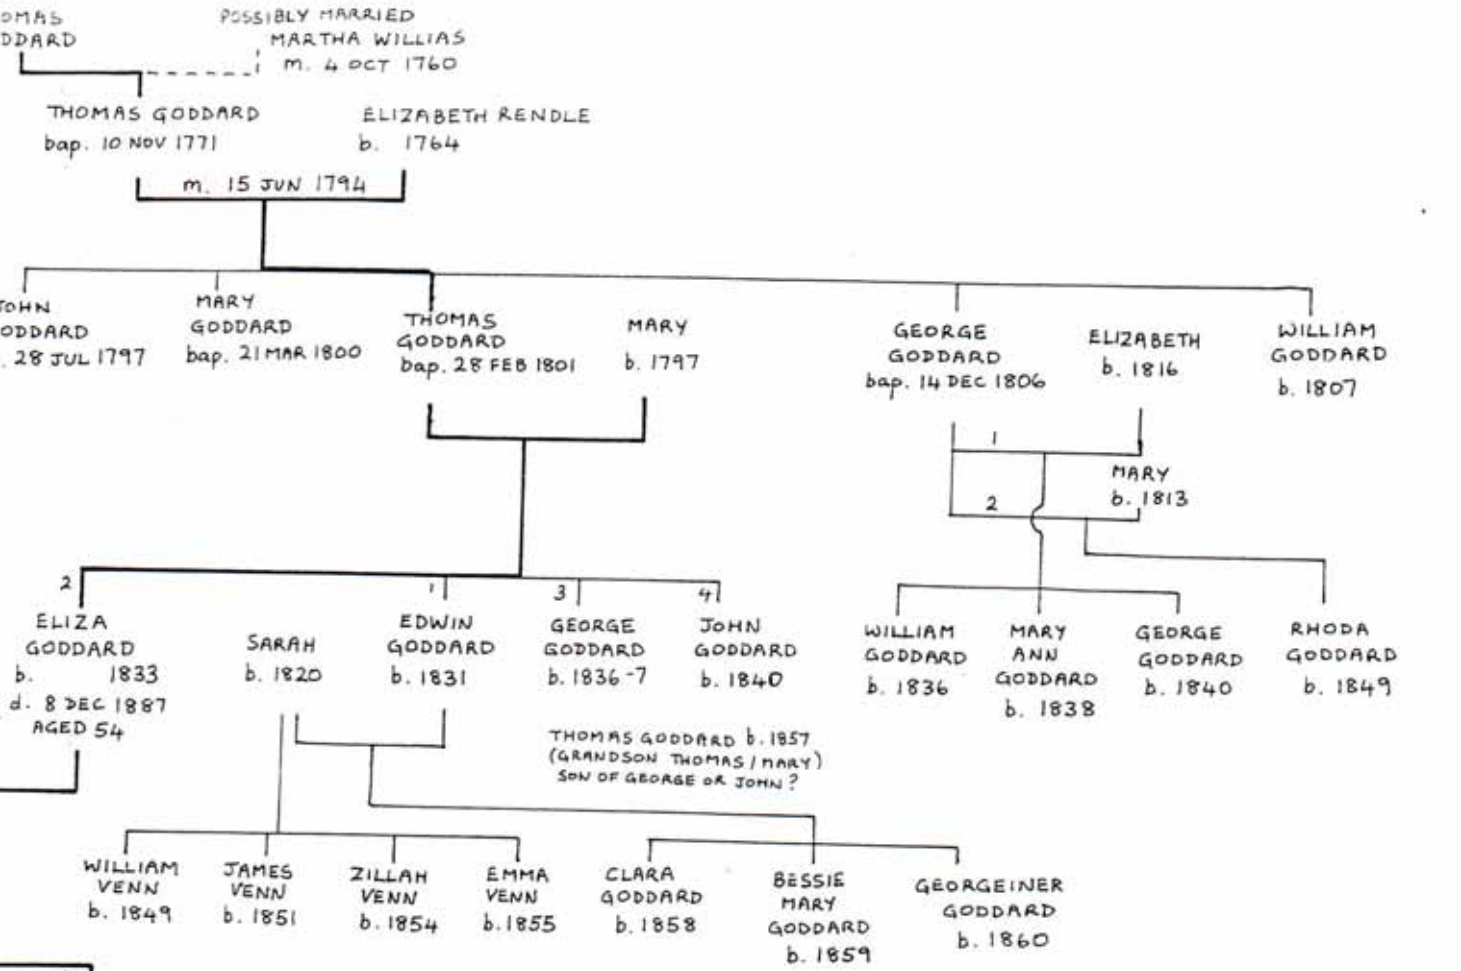 OMAS
DDARD
POSSIBLY MARRIED
MARTHA WILLIAS
m. 4 OCT 1760
THOMAS GODDARD
bap. 10 NOV 1771
ELIZABETH RENDLE
b. 1764
m. 15 JUN 1794
JOHN
ODDARD
. 28 JUL 1797
MARY
GODDARD
bap. 21 MAR 1800
THOMAS
GODDARD
bap. 28 FEB 1801
MARY
b. 1797
GEORGE
GODDARD
bap. 14 DEC 1806
ELIZABETH
b. 1816
WILLIAM
GODDARD
b. 1807
1
MARY
b. 1813
2
2
ELIZA
GODDARD
b. 1833
d. 8 DEC 1887
AGED 54
SARAH
b. 1820
1
EDWIN
GODDARD
b. 1831
3
GEORGE
GODDARD
b. 1836-7
4
JOHN
GODDARD
b. 1840
WILLIAM
GODDARD
b. 1836
MARY
ANN
GODDARD
b. 1838
GEORGE
GODDARD
b. 1840
RHODA
GODDARD
b. 1849
THOMAS GODDARD b.1857
(GRANDSON THOMAS/MARY)
SON OF GEORGE OR JOHN?
WILLIAM
VENN
b. 1849
JAMES
VENN
b. 1851
ZILLAH
VENN
b. 1854
EMMA
VENN
b. 1855
CLARA
GODDARD
b. 1858
BESSIE
MARY
GODDARD
b. 1859
GEORGEINER
GODDARD
b. 1860